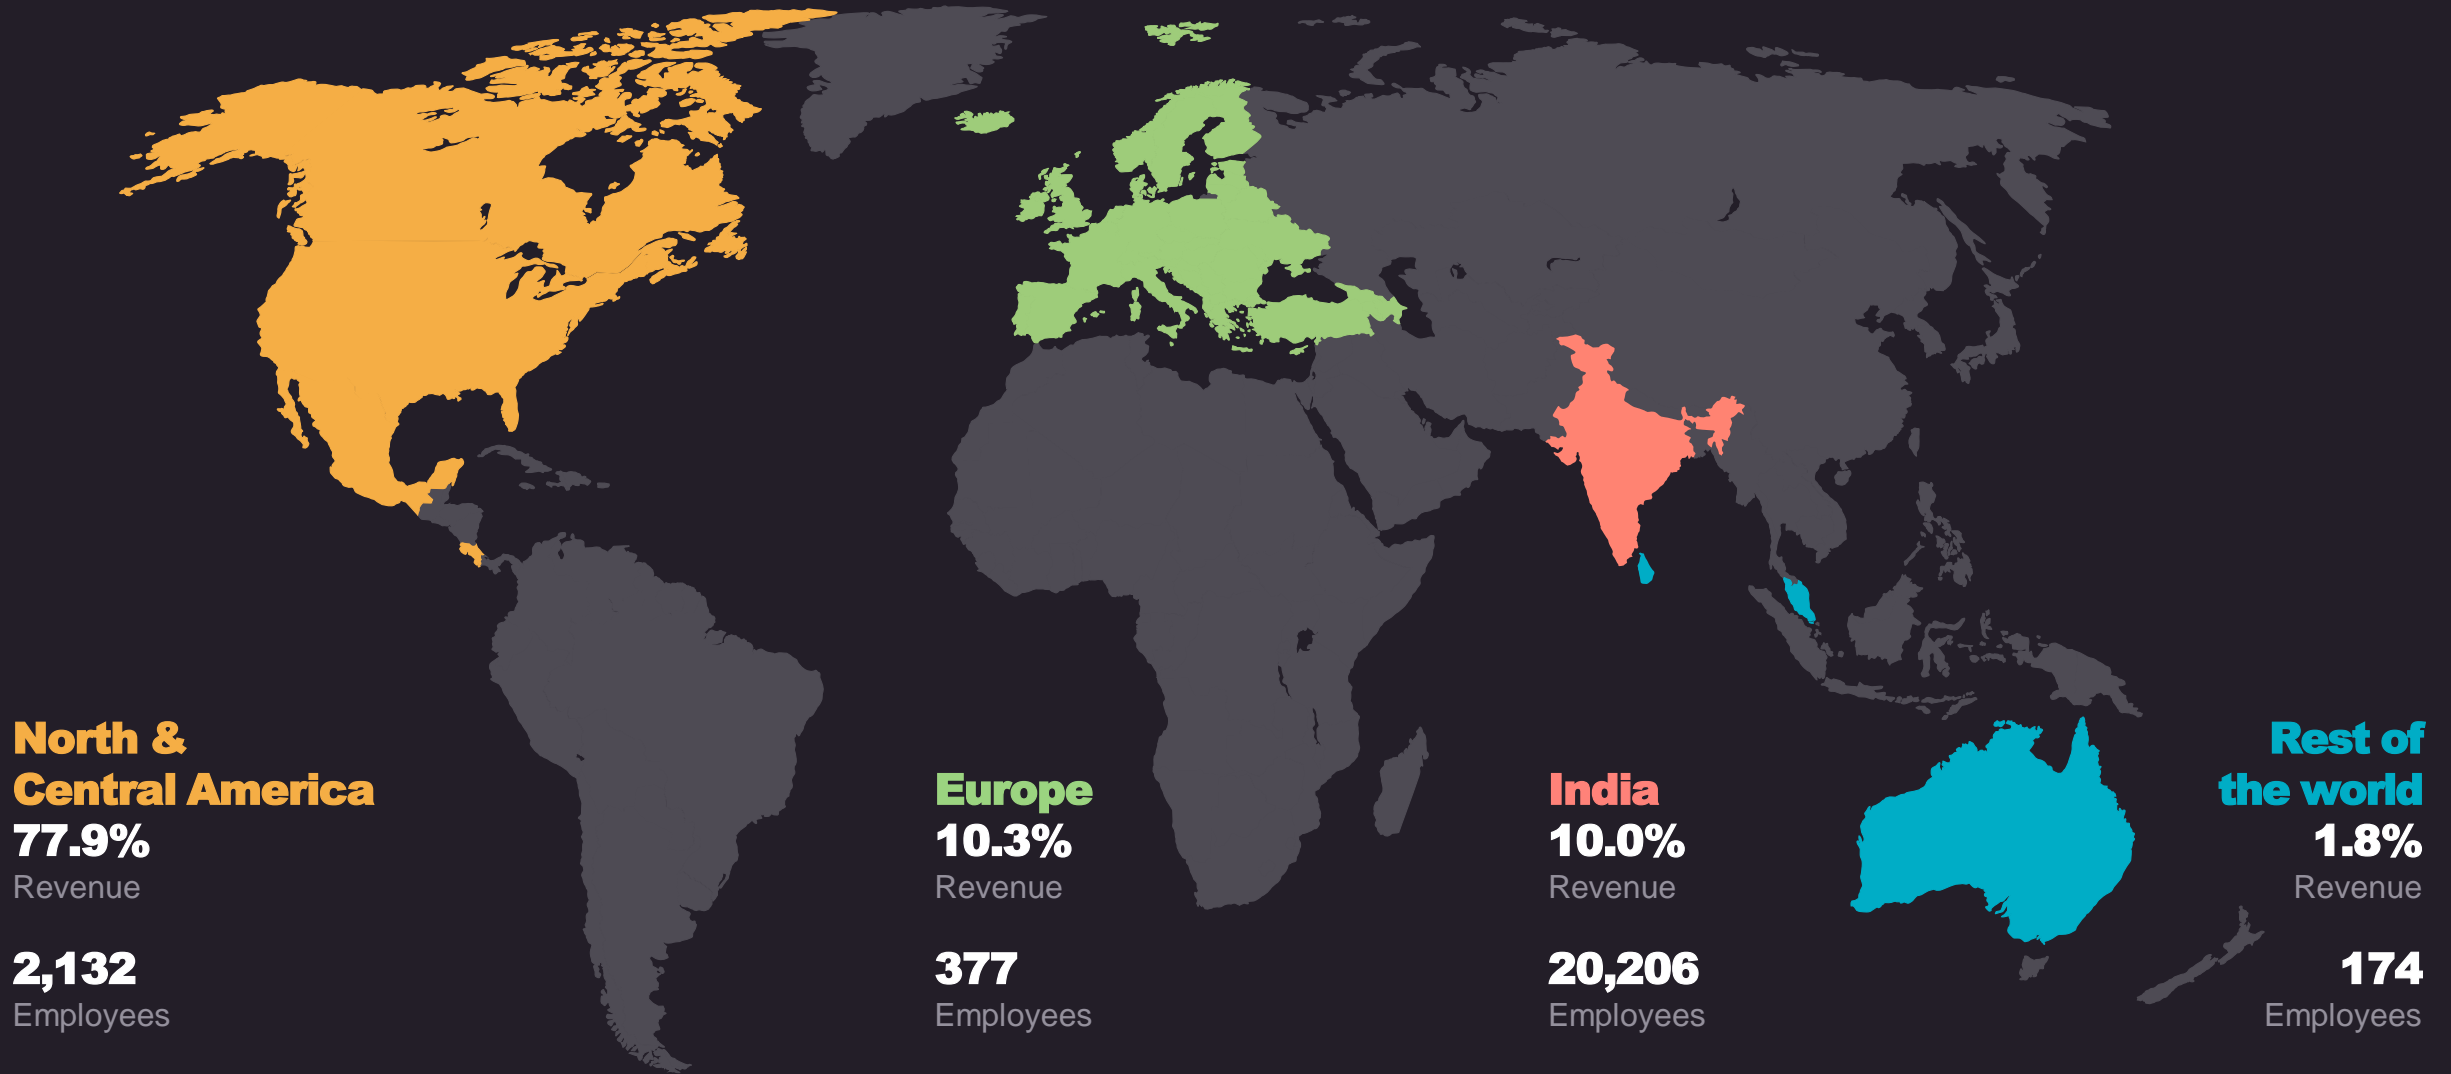 North &
Central America
77.9%
Revenue
2,132
Employees
Europe
10.3%
Revenue
377
Employees
India
10.0%
Revenue
20,206
Employees
Rest of
the world
1.8%
Revenue
174
Employees